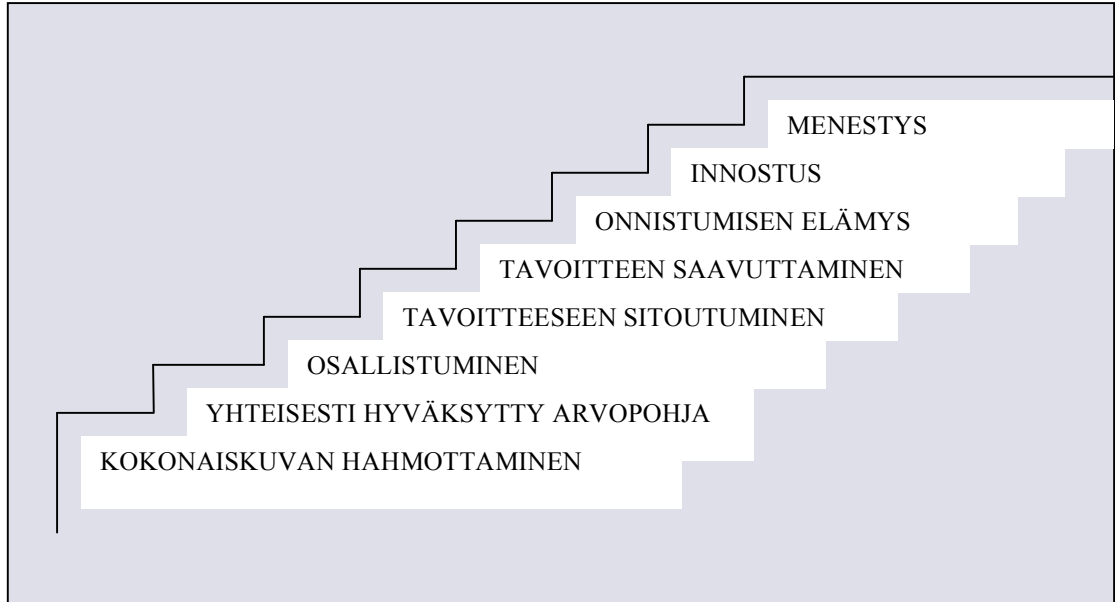 MENESTYS
INNOSTUS
ONNISTUMISEN ELÄMYS
TAVOITTEEN SAAVUTTAMINEN
TAVOITTEESEEN SITOUTUMINEN
OSALLISTUMINEN
YHTEISESTI HYVÄKSYTTY ARVOPOHJA
KOKONAISKUVAN HAHMOTTAMINEN